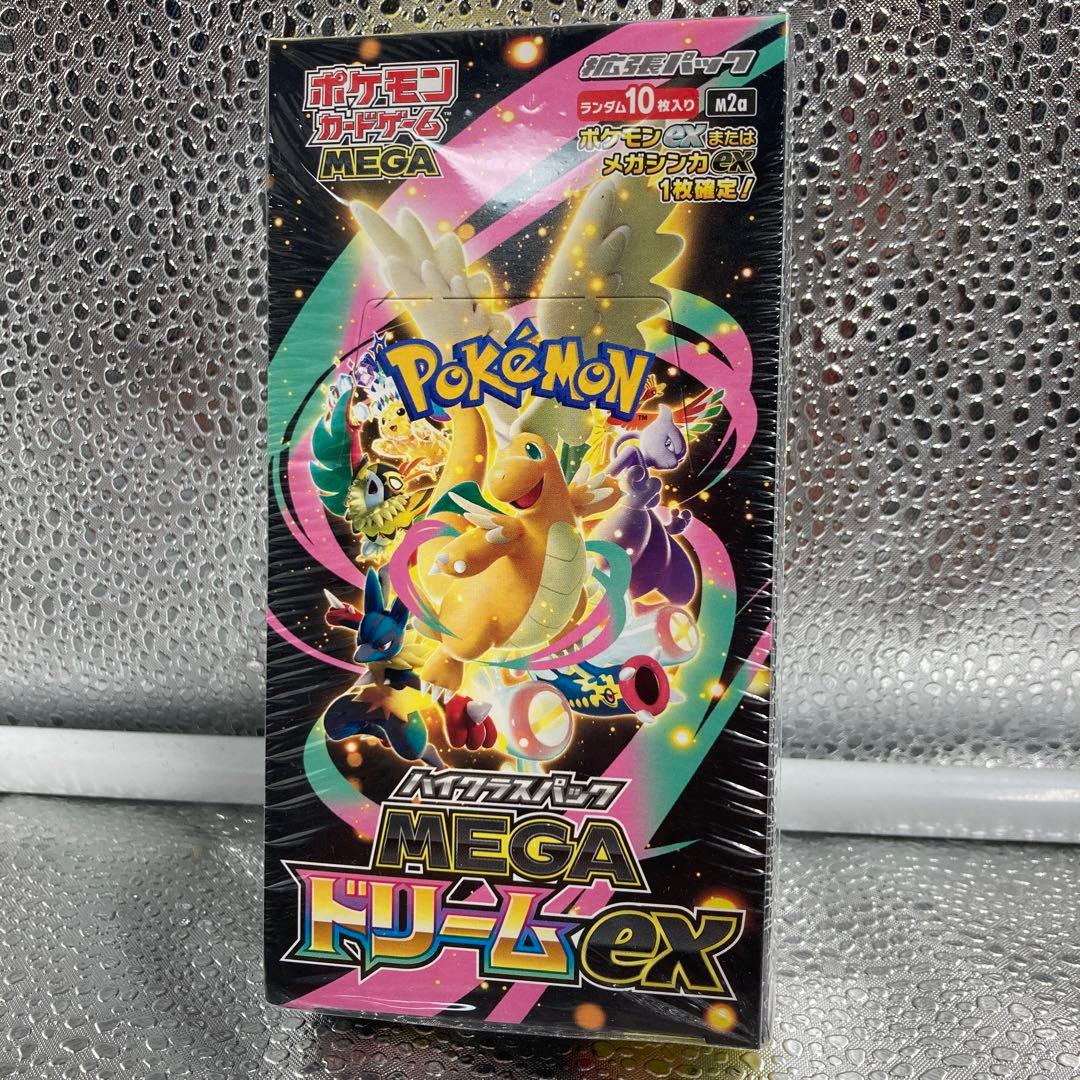 ポケモン
カードゲーム™
MEGA
拡張パック
ランダム10枚入り M2a
ポケモンexまたは
メガシンカex
1枚確定!
POKÉMON
™
ハイクラスパック
MEGA
ドリームex